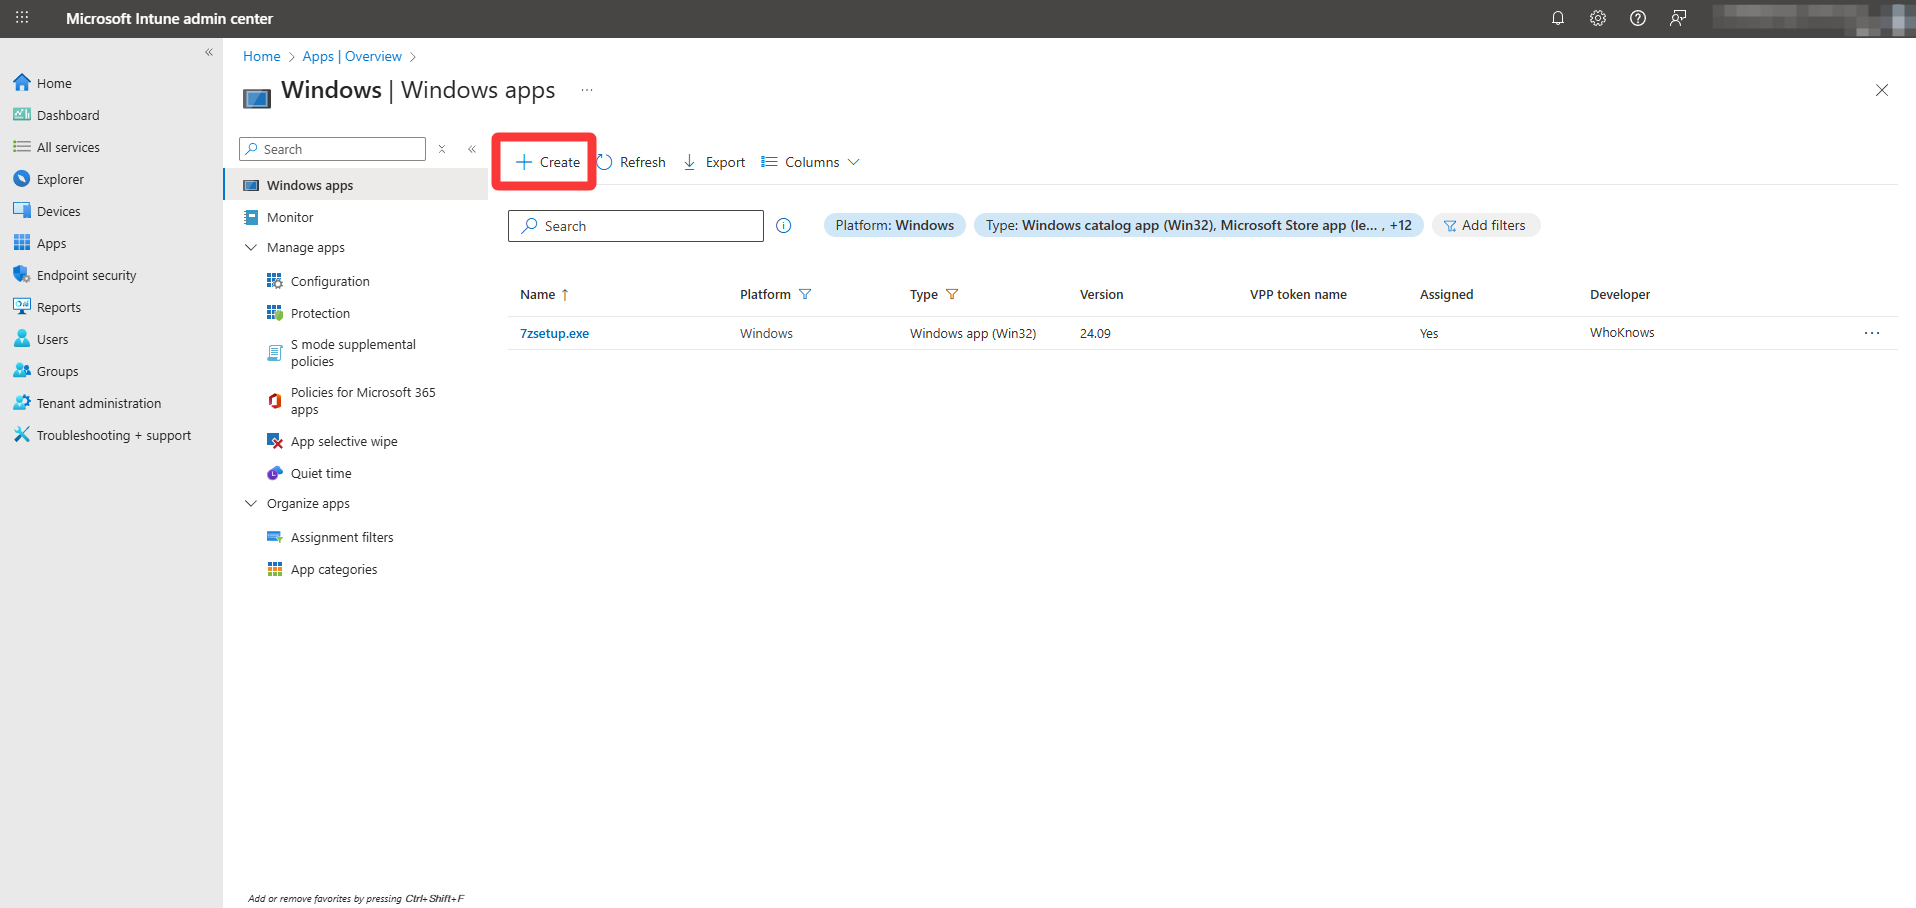 Microsoft Intune admin center
Home
Dashboard
All services
Explorer
Devices
Apps
Endpoint security
Reports
Users
Groups
Tenant administration
Troubleshooting + support
Home > Apps | Overview >
Windows | Windows apps ...
Search
Windows apps
Monitor
Manage apps
Configuration
Protection
S mode supplemental
policies
Policies for Microsoft 365
apps
App selective wipe
Quiet time
Organize apps
Assignment filters
App categories
Add or remove favorites by pressing Ctrl+Shift+F
+ Create Refresh Export Columns
Search
Platform: Windows Type: Windows catalog app (Win32), Microsoft Store app (le... , +12 Add filters
Name ↑ Platform Type Version VPP token name Assigned Developer
7zsetup.exe Windows Windows app (Win32) 24.09 Yes WhoKnows ...